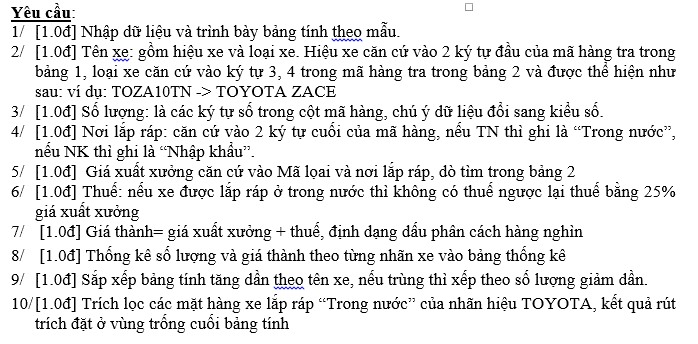 Yêu cầu:
1/ [1.0đ] Nhập dữ liệu và trình bày bảng tính theo mẫu.
2/ [1.0đ] Tên xe: gồm hiệu xe và loại xe. Hiệu xe căn cứ vào 2 ký tự đầu của mã hàng tra trong
bảng 1, loại xe căn cứ vào ký tự 3, 4 trong mã hàng tra trong bảng 2 và được thể hiện như
sau: ví dụ: TOZA10TN -> TOYOTA ZACE
3/ [1.0đ] Số lượng: là các ký tự số trong cột mã hàng, chú ý dữ liệu đổi sang kiểu số.
4/ [1.0đ] Nơi lắp ráp: căn cứ vào 2 ký tự cuối của mã hàng, nếu TN thì ghi là “Trong nước”,
nếu NK thì ghi là “Nhập khẩu”.
5/ [1.0đ] Giá xuất xưởng căn cứ vào Mã lọai và nơi lắp ráp, dò tìm trong bảng 2
6/ [1.0đ] Thuế: nếu xe được lắp ráp ở trong nước thì không có thuế ngược lại thuế bằng 25%
giá xuất xưởng
7/ [1.0đ] Giá thành= giá xuất xưởng + thuế, định dạng dấu phân cách hàng nghìn
8/ [1.0đ] Thống kê số lượng và giá thành theo từng nhãn xe vào bảng thống kê
9/ [1.0đ] Sắp xếp bảng tính tăng dần theo tên xe, nếu trùng thì xếp theo số lượng giảm dần.
10/[1.0đ] Trích lọc các mặt hàng xe lắp ráp “Trong nước” của nhãn hiệu TOYOTA, kết quả rút
trích đặt ở vùng trống cuối bảng tính